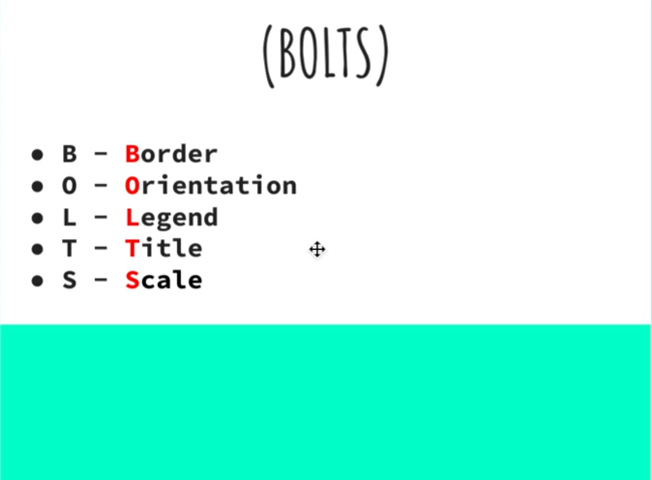 (BOLTS)
● B – Border
● O – Orientation
● L – Legend
● T – Title
● S – Scale